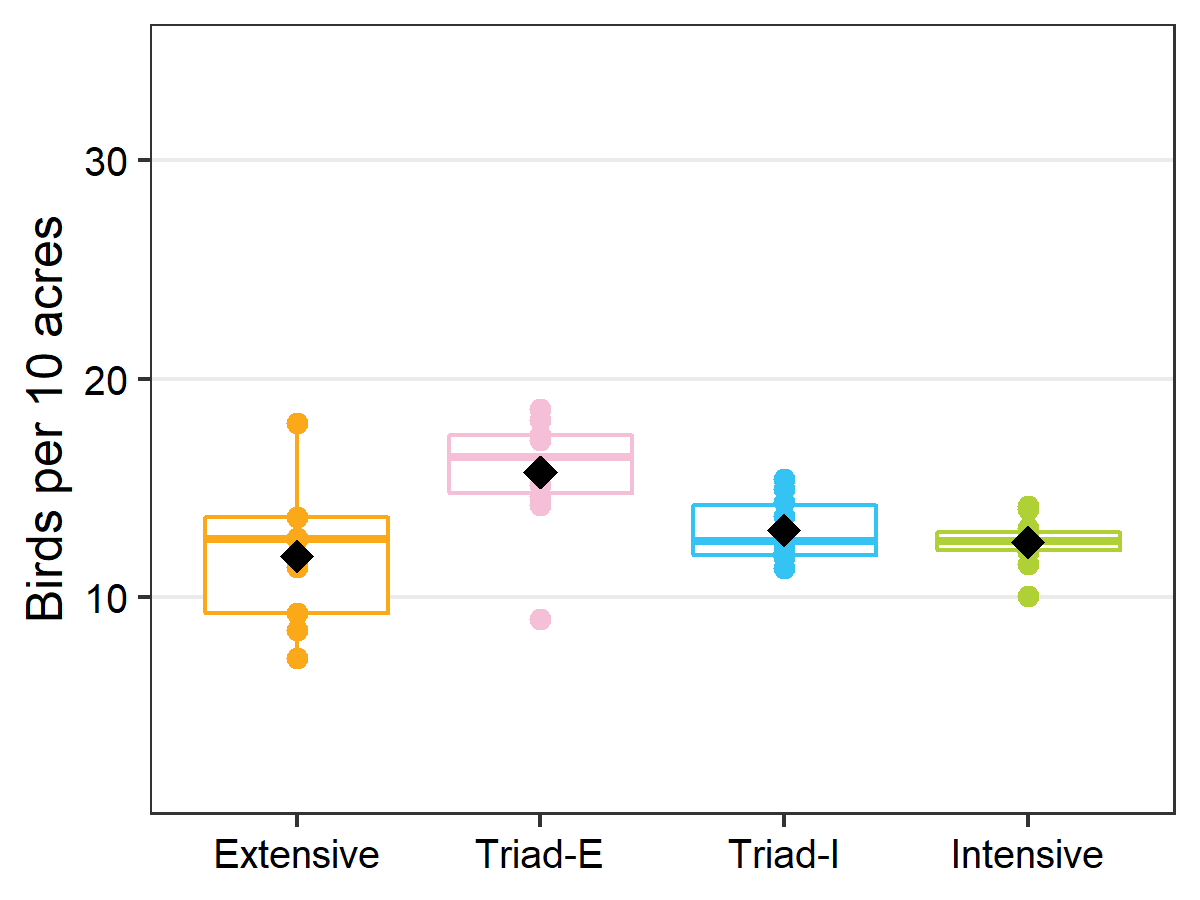 Birds per 10 acres
30
20
10
Extensive
Triad-E
Triad-I
Intensive